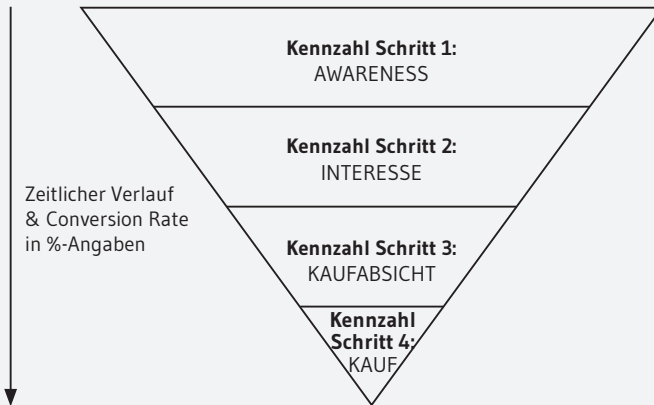 Kennzahl Schritt 1:
AWARENESS
Kennzahl Schritt 2:
INTERESSE
Zeitlicher Verlauf
& Conversion Rate
in %-Angaben
Kennzahl Schritt 3:
KAUFABSICHT
Kennzahl
Schritt 4:
KAUF